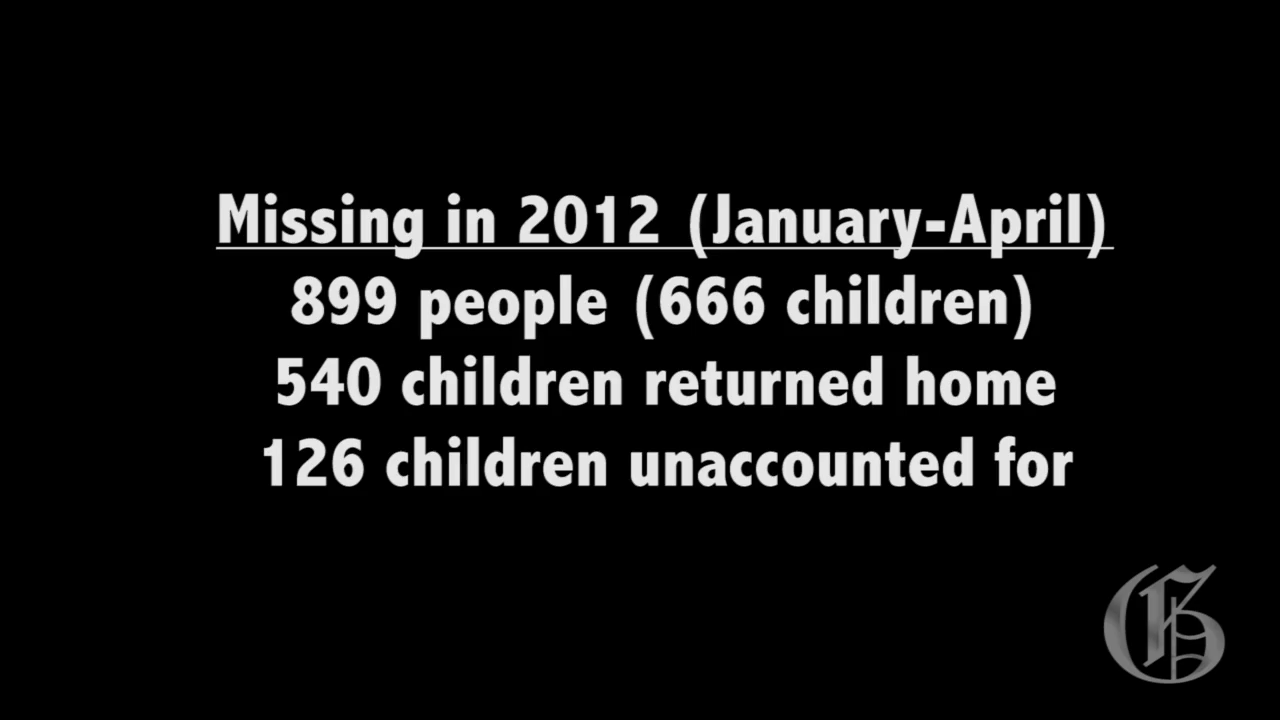 Missing in 2012 (January-April)
899 people (666 children)
540 children returned home
126 children unaccounted for
G